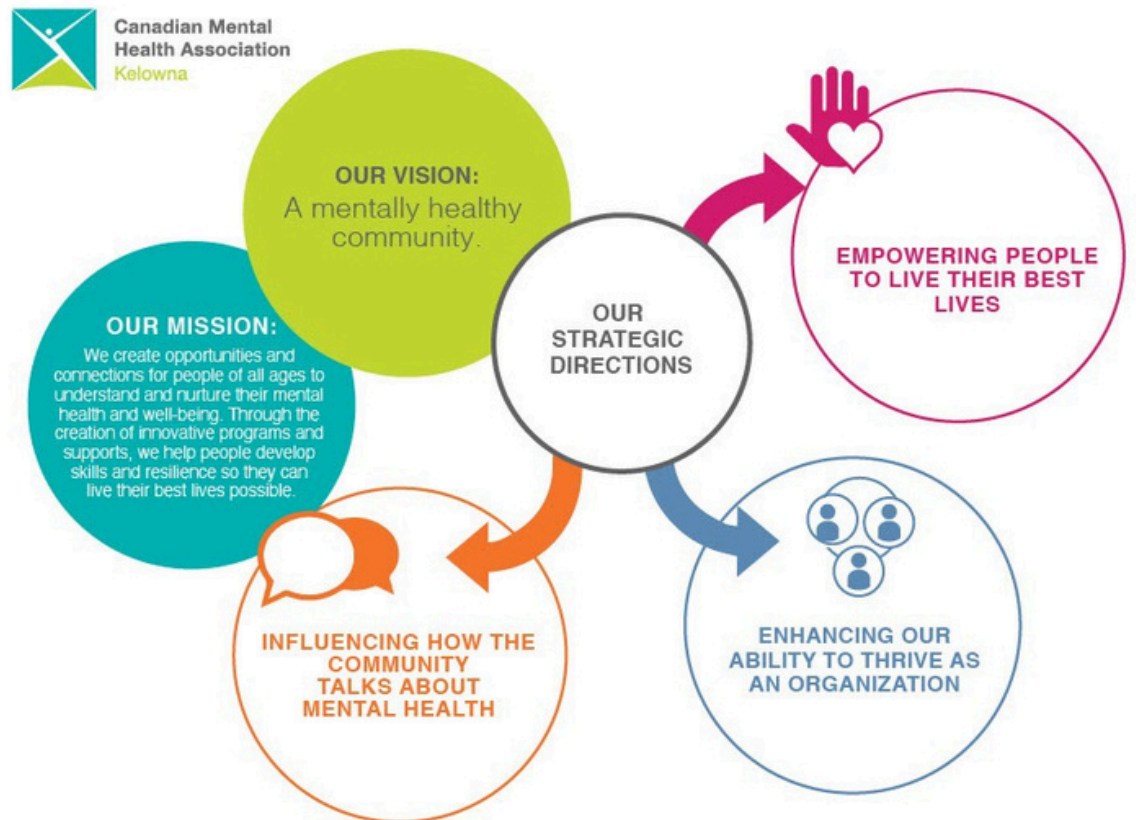 Canadian Mental
Health Association
Kelowna
OUR VISION:
A mentally healthy
community.
OUR MISSION:
We create opportunities and
connections for people of all ages to
understand and nurture their mental
health and well-being. Through the
creation of innovative programs and
supports, we help people develop
skills and resilience so they can
live their best lives possible.
OUR
STRATEGIC
DIRECTIONS
EMPOWERING PEOPLE
TO LIVE THEIR BEST
LIVES
INFLUENCING HOW THE
COMMUNITY
TALKS ABOUT
MENTAL HEALTH
ENHANCING OUR
ABILITY TO THRIVE AS
AN ORGANIZATION